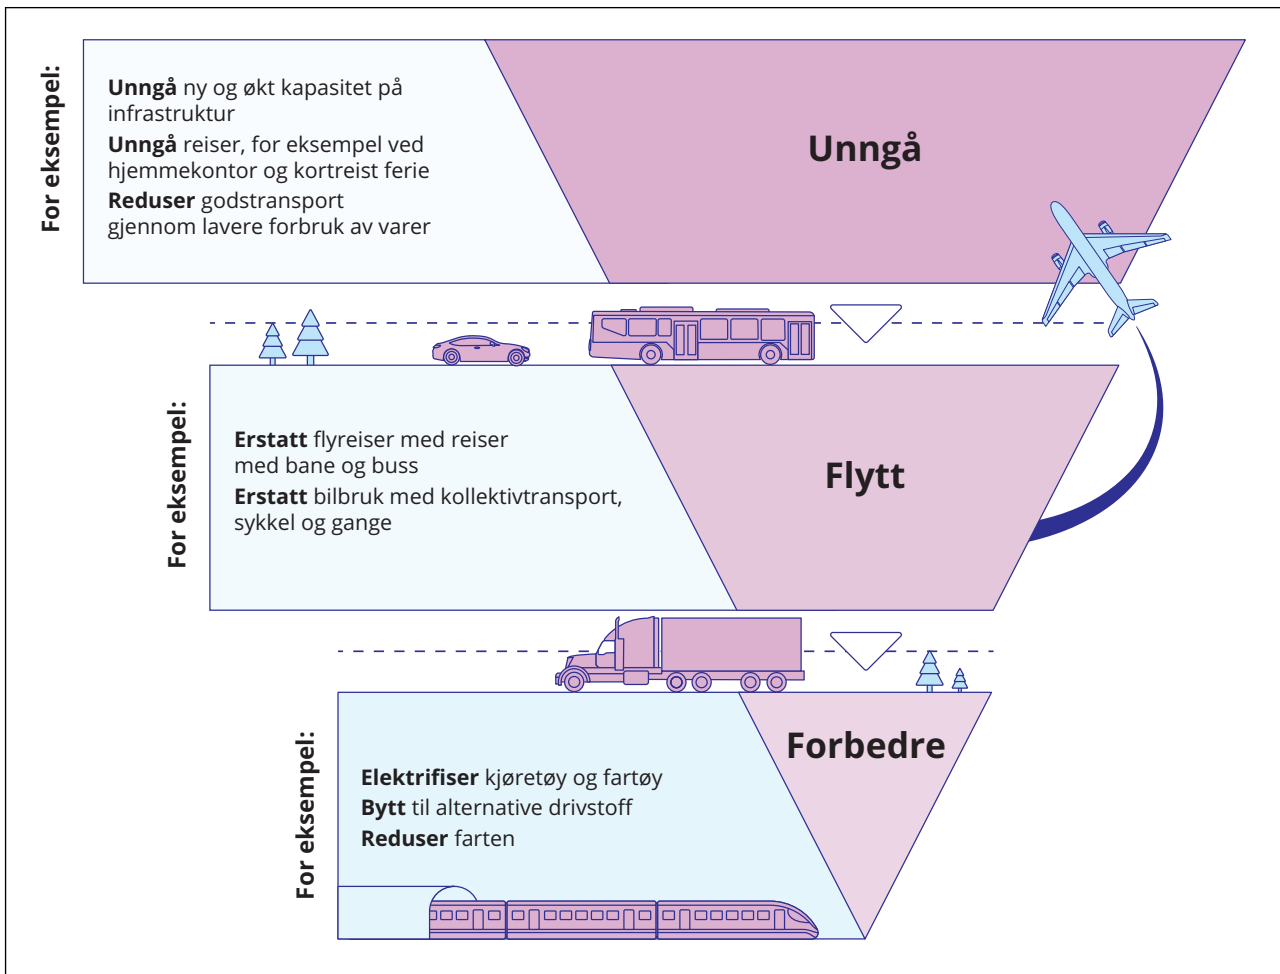 For eksempel:
Unngå ny og økt kapasitet på
infrastruktur
Unngå reiser, for eksempel ved
hjemmekontor og kortreist ferie
Reduser godstransport
gjennom lavere forbruk av varer
Unngå
For eksempel:
Erstatt flyreiser med reiser
med bane og buss
Erstatt bilbruk med kollektivtransport,
sykkel og gange
Flytt
For eksempel:
Elektrifiser kjøretøy og fartøy
Bytt til alternative drivstoff
Reduser farten
Forbedre